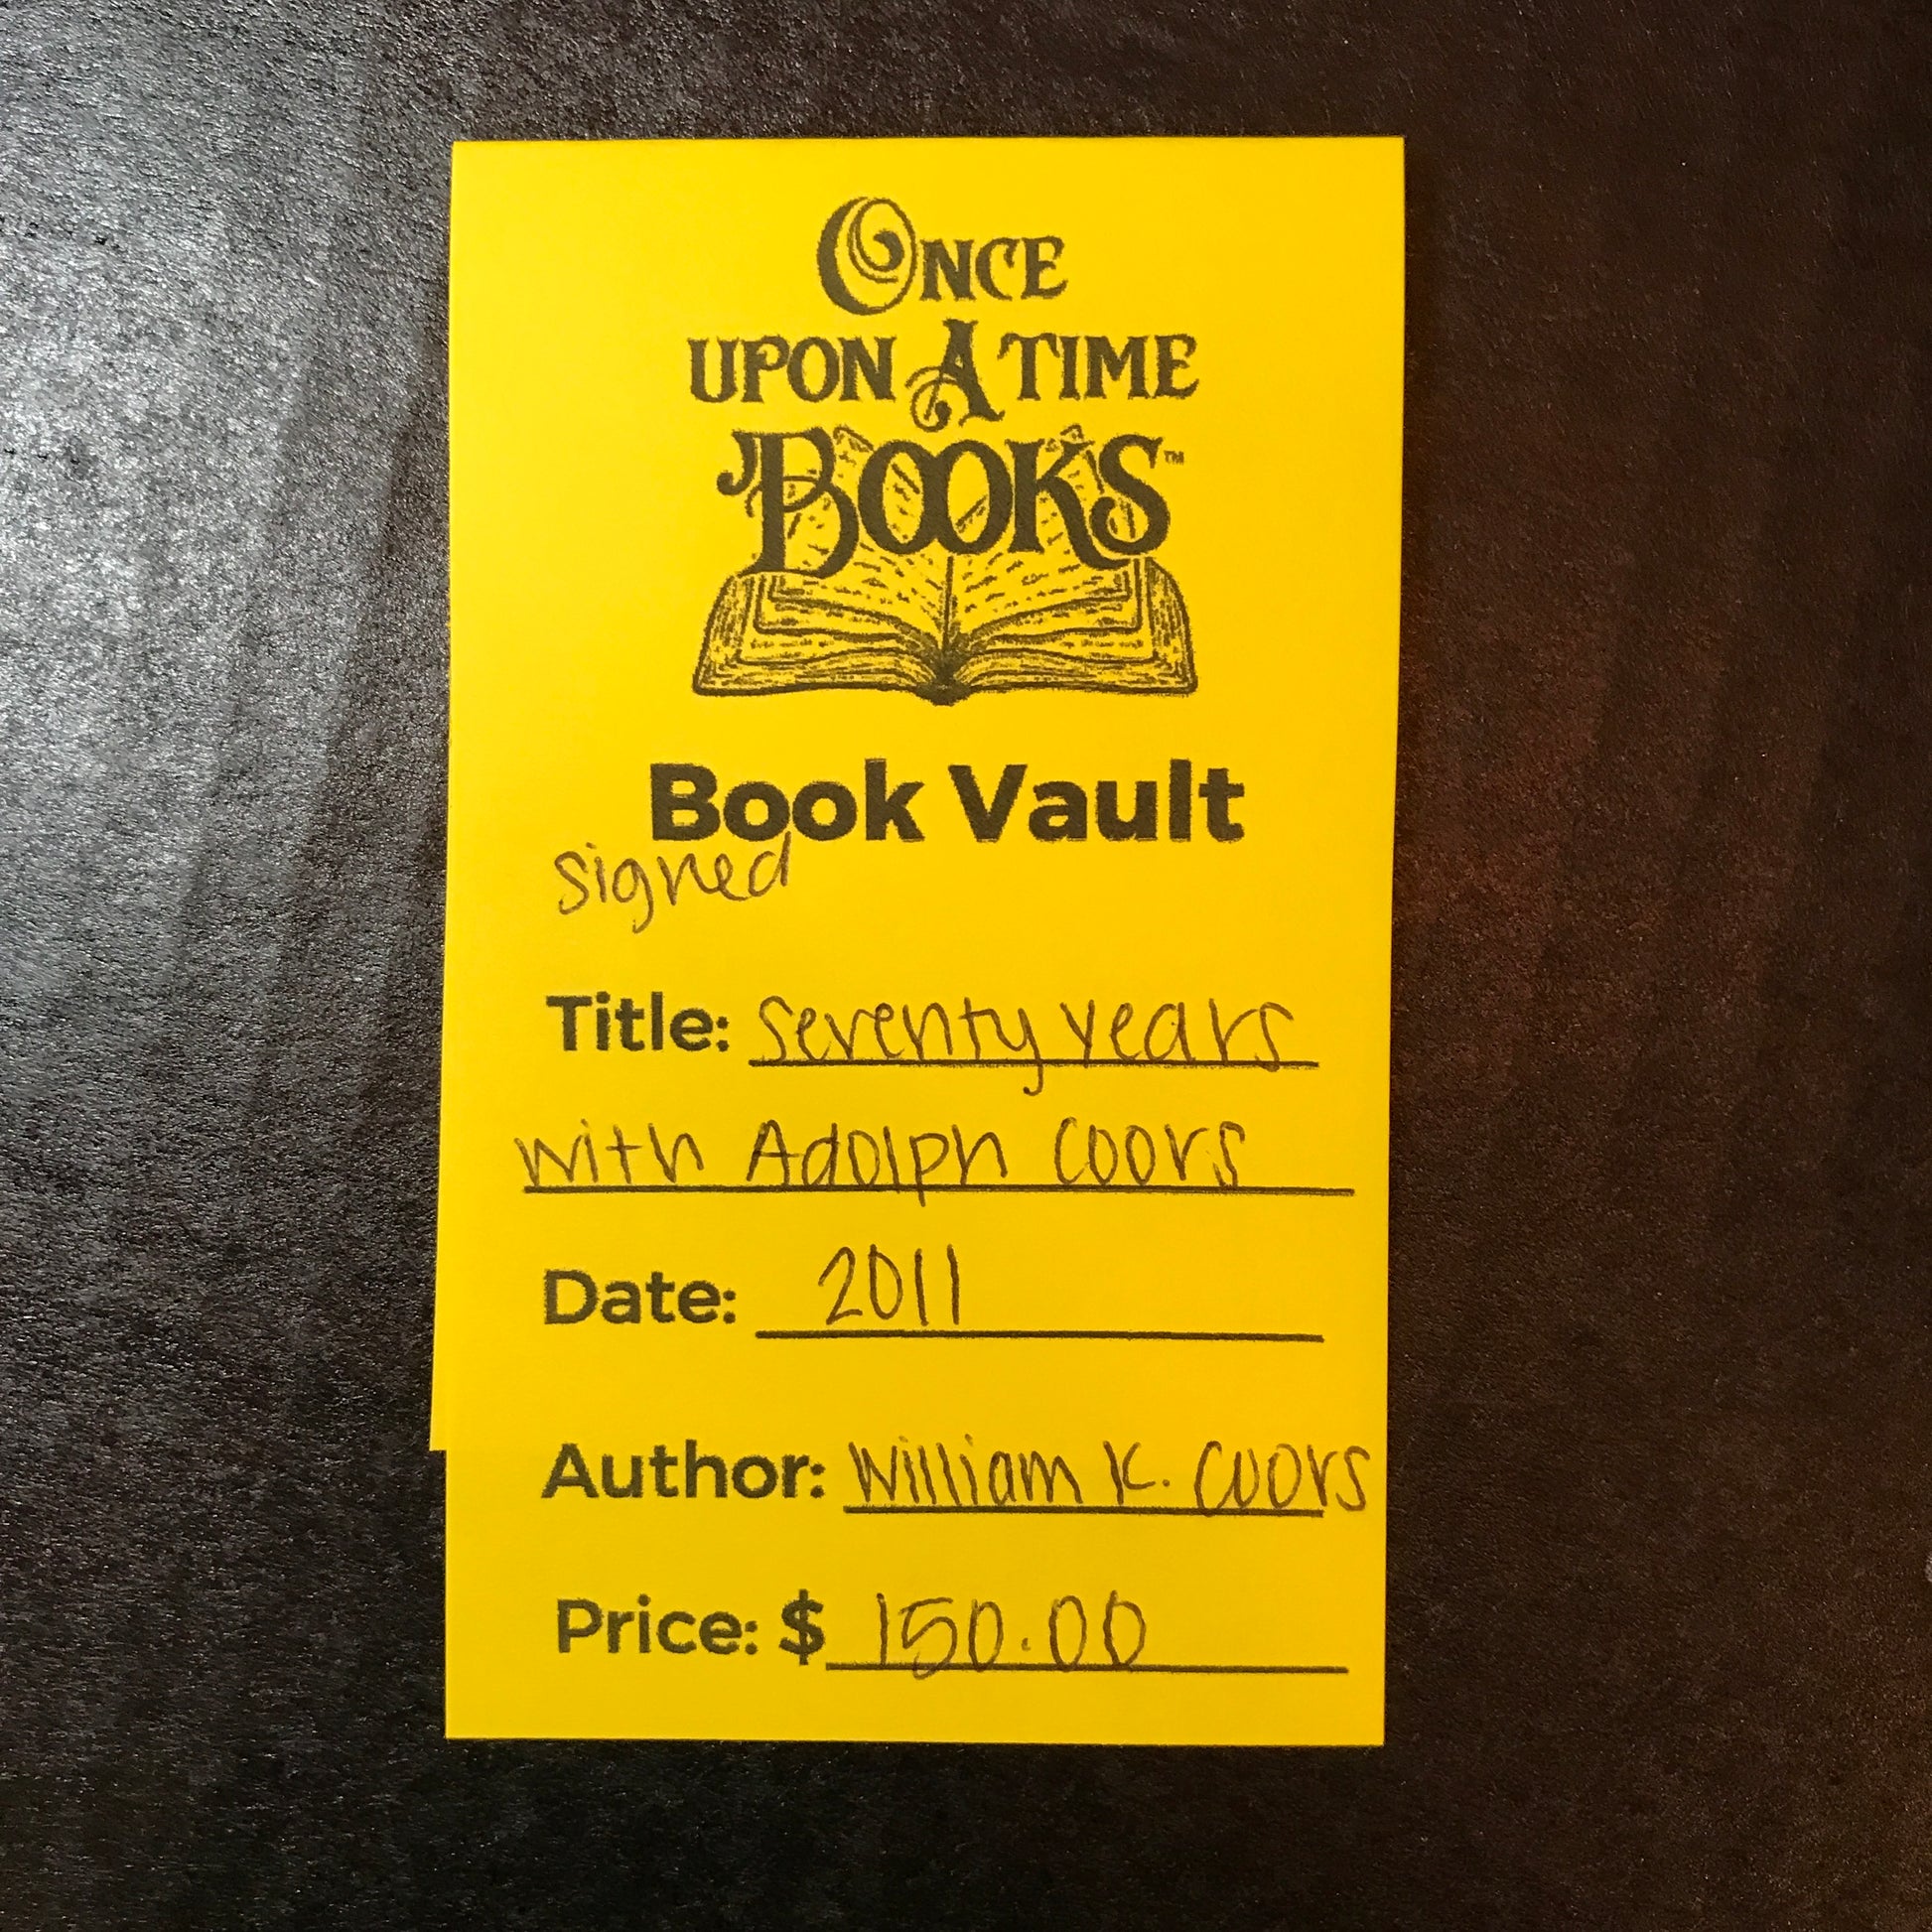 ONCE
UPON A TIME
BOOKS™
Book Vault
signed
Title: Seventy years
with Adolph Coors
Date: 2011
Author: William K. Coors
Price: $ 150.00